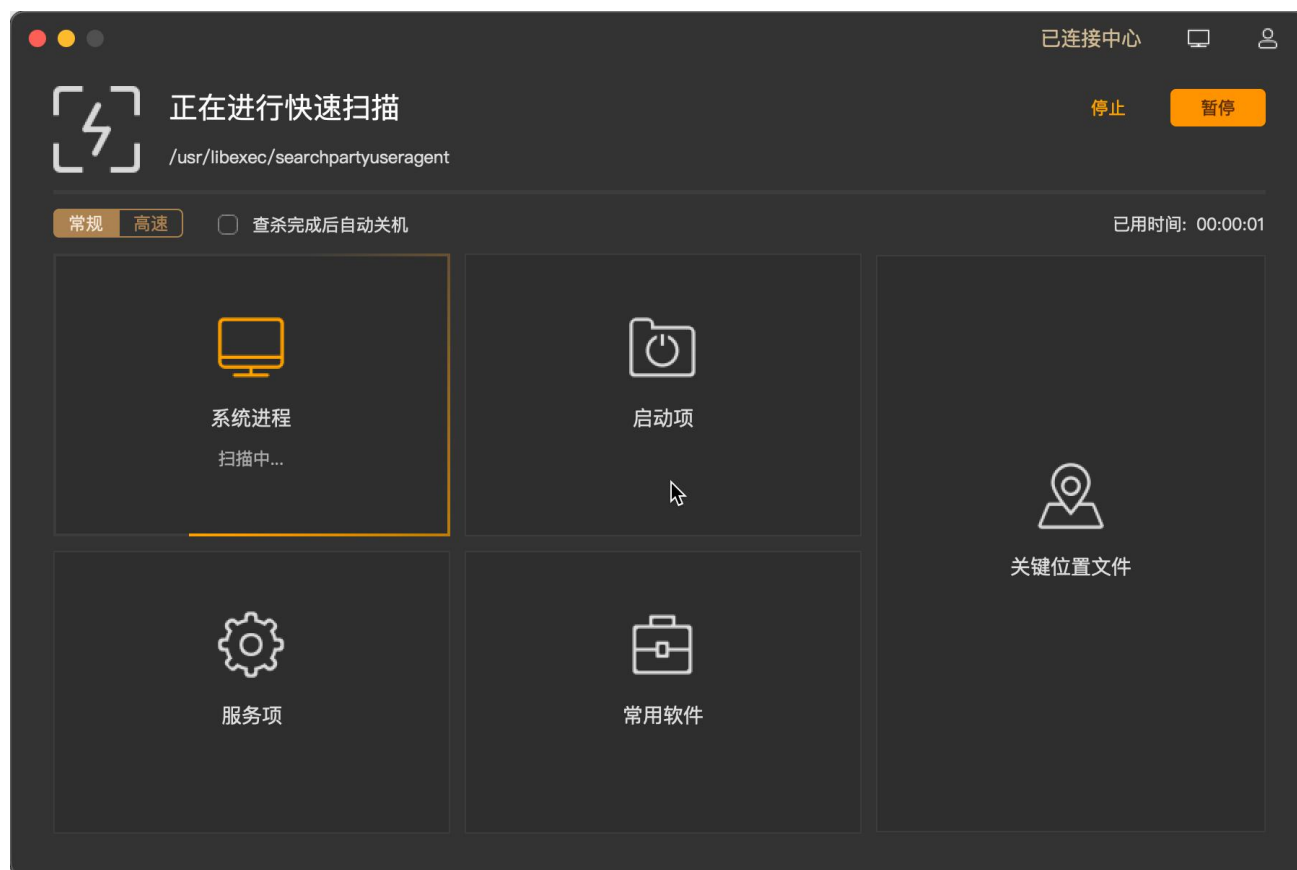 已连接中心
正在进行快速扫描
停止
暂停
/usr/libexec/searchpartyuseragent
常规
高速
查杀完成后自动关机
已用时间: 00:00:01
系统进程
扫描中...
启动项
关键位置文件
服务项
常用软件